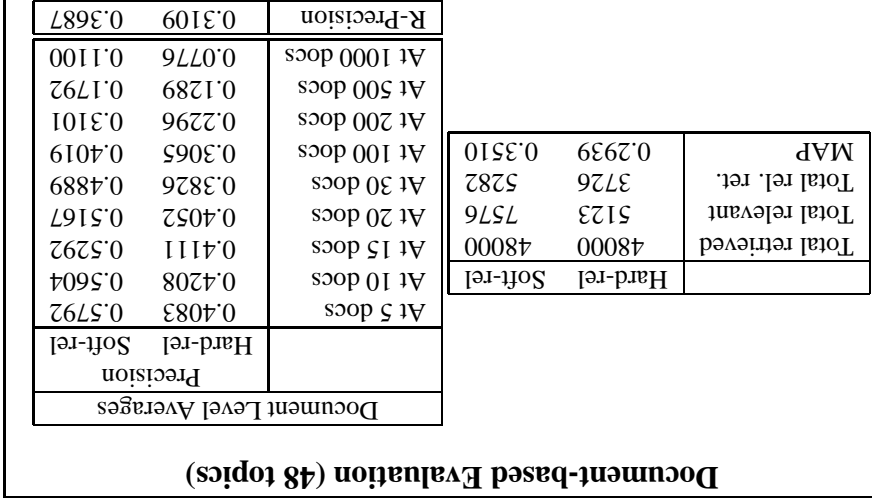 Document-based Evaluation (48 topics)
Hard-rel Soft-rel
Total retrieved 48000 48000
Total relevant 5123 7576
Total rel. ret. 3726 5282
MAP 0.2939 0.3510
Document Level Averages
Precision
Hard-rel Soft-rel
At 5 docs 0.4083 0.5792
At 10 docs 0.4208 0.5604
At 15 docs 0.4111 0.5292
At 20 docs 0.4052 0.5167
At 30 docs 0.3826 0.4889
At 100 docs 0.3065 0.4019
At 200 docs 0.2296 0.3101
At 500 docs 0.1289 0.1792
At 1000 docs 0.0776 0.1100
R-Precision 0.3109 0.3687